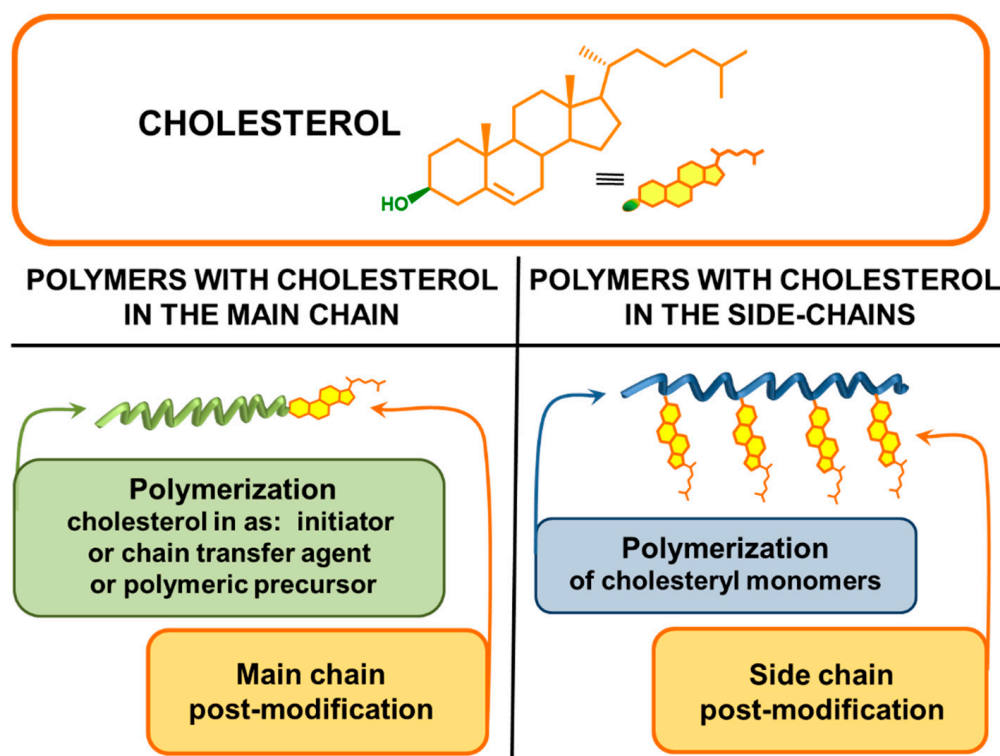 CHOLESTEROL
HO
POLYMERS WITH CHOLESTEROL
IN THE MAIN CHAIN
POLYMERS WITH CHOLESTEROL
IN THE SIDE-CHAINS
Polymerization
cholesterol in as: initiator
or chain transfer agent
or polymeric precursor
Main chain
post-modification
Polymerization
of cholesteryl monomers
Side chain
post-modification